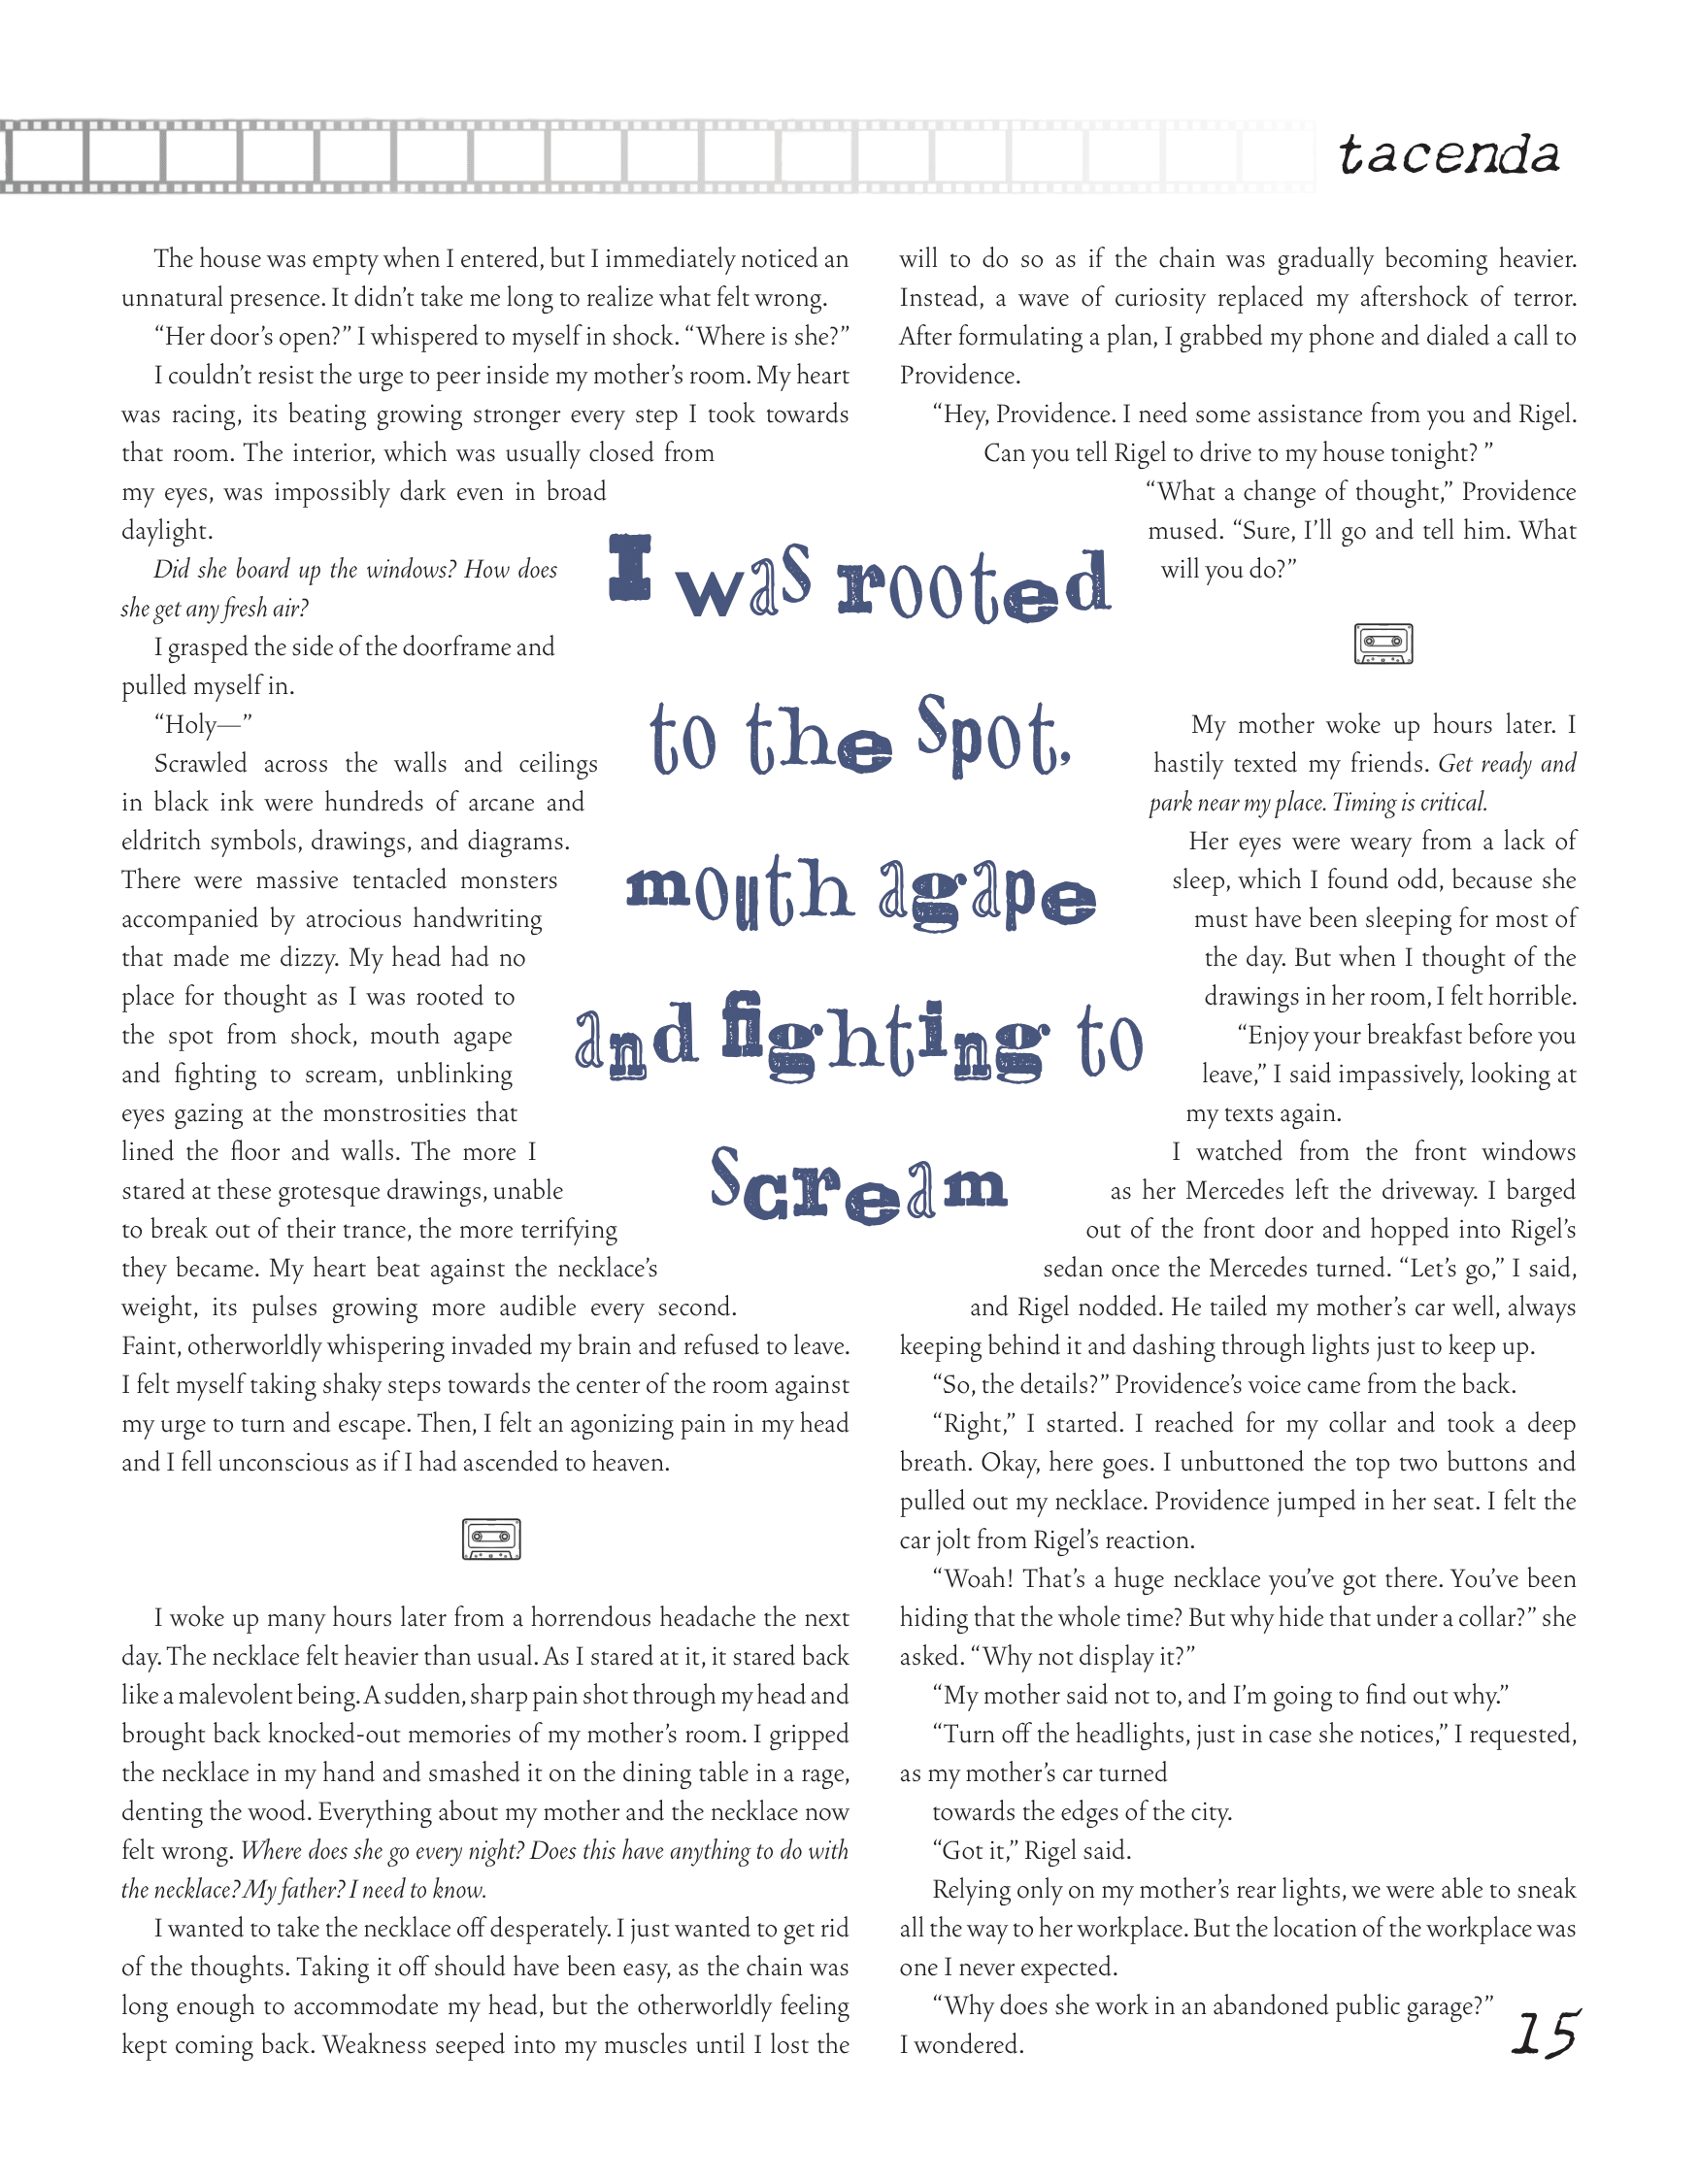 tacenda
The house was empty when I entered, but I immediately noticed an
unnatural presence. It didn’t take me long to realize what felt wrong.
“Her door’s open?” I whispered to myself in shock. “Where is she?”
I couldn’t resist the urge to peer inside my mother’s room. My heart
was racing, its beating growing stronger every step I took towards
that room. The interior, which was usually closed from
my eyes, was impossibly dark even in broad
daylight.
Did she board up the windows? How does
she get any fresh air?
I grasped the side of the doorframe and
pulled myself in.
“Holy—”
Scrawled across the walls and ceilings
in black ink were hundreds of arcane and
eldritch symbols, drawings, and diagrams.
There were massive tentacled monsters
accompanied by atrocious handwriting
that made me dizzy. My head had no
place for thought as I was rooted to
the spot from shock, mouth agape
and fighting to scream, unblinking
eyes gazing at the monstrosities that
lined the floor and walls. The more I
stared at these grotesque drawings, unable
to break out of their trance, the more terrifying
they became. My heart beat against the necklace’s
weight, its pulses growing more audible every second.
Faint, otherworldly whispering invaded my brain and refused to leave.
I felt myself taking shaky steps towards the center of the room against
my urge to turn and escape. Then, I felt an agonizing pain in my head
and I fell unconscious as if I had ascended to heaven.
I woke up many hours later from a horrendous headache the next
day. The necklace felt heavier than usual. As I stared at it, it stared back
like a malevolent being. A sudden, sharp pain shot through my head and
brought back knocked-out memories of my mother’s room. I gripped
the necklace in my hand and smashed it on the dining table in a rage,
denting the wood. Everything about my mother and the necklace now
felt wrong. Where does she go every night? Does this have anything to do with
the necklace? My father? I need to know.
I wanted to take the necklace off desperately. I just wanted to get rid
of the thoughts. Taking it off should have been easy, as the chain was
long enough to accommodate my head, but the otherworldly feeling
kept coming back. Weakness seeped into my muscles until I lost the
I was rooted
to the spot,
mouth agape
and fighting to
scream
will to do so as if the chain was gradually becoming heavier.
Instead, a wave of curiosity replaced my aftershock of terror.
After formulating a plan, I grabbed my phone and dialed a call to
Providence.
“Hey, Providence. I need some assistance from you and Rigel.
Can you tell Rigel to drive to my house tonight? ”
“What a change of thought,” Providence
mused. “Sure, I’ll go and tell him. What
will you do?”
My mother woke up hours later. I
hastily texted my friends. Get ready and
park near my place. Timing is critical.
Her eyes were weary from a lack of
sleep, which I found odd, because she
must have been sleeping for most of
the day. But when I thought of the
drawings in her room, I felt horrible.
“Enjoy your breakfast before you
leave,” I said impassively, looking at
my texts again.
I watched from the front windows
as her Mercedes left the driveway. I barged
out of the front door and hopped into Rigel’s
sedan once the Mercedes turned. “Let’s go,” I said,
and Rigel nodded. He tailed my mother’s car well, always
keeping behind it and dashing through lights just to keep up.
“So, the details?” Providence’s voice came from the back.
“Right,” I started. I reached for my collar and took a deep
breath. Okay, here goes. I unbuttoned the top two buttons and
pulled out my necklace. Providence jumped in her seat. I felt the
car jolt from Rigel’s reaction.
“Woah! That’s a huge necklace you’ve got there. You’ve been
hiding that the whole time? But why hide that under a collar?” she
asked. “Why not display it?”
“My mother said not to, and I’m going to find out why.”
“Turn off the headlights, just in case she notices,” I requested,
as my mother’s car turned
towards the edges of the city.
“Got it,” Rigel said.
Relying only on my mother’s rear lights, we were able to sneak
all the way to her workplace. But the location of the workplace was
one I never expected.
“Why does she work in an abandoned public garage?”
I wondered.
15